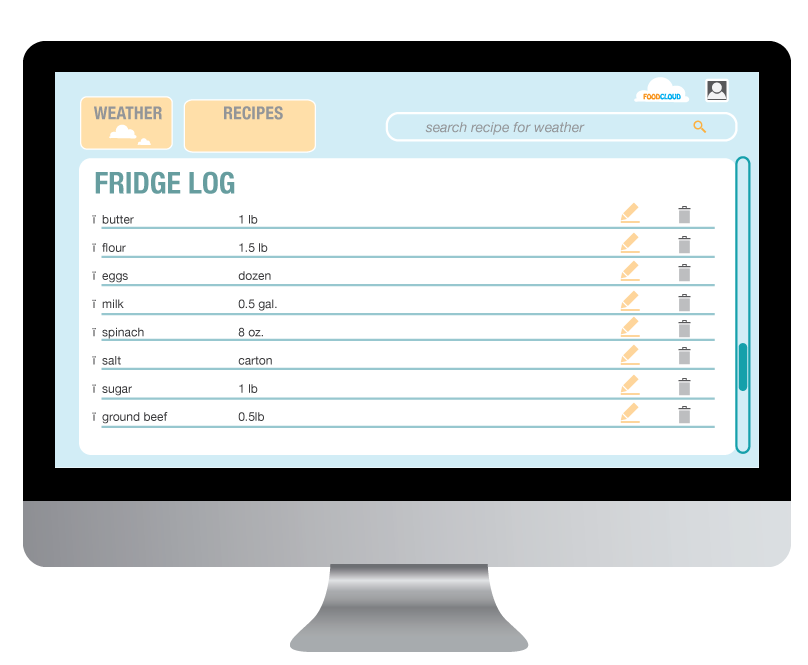 FOODCLOUD
WEATHER
RECIPES
search recipe for weather
FRIDGE LOG
ï butter 1 lb
ï flour 1.5 lb
ï eggs dozen
ï milk 0.5 gal.
ï spinach 8 oz.
ï salt carton
ï sugar 1 lb
ï ground beef 0.5lb